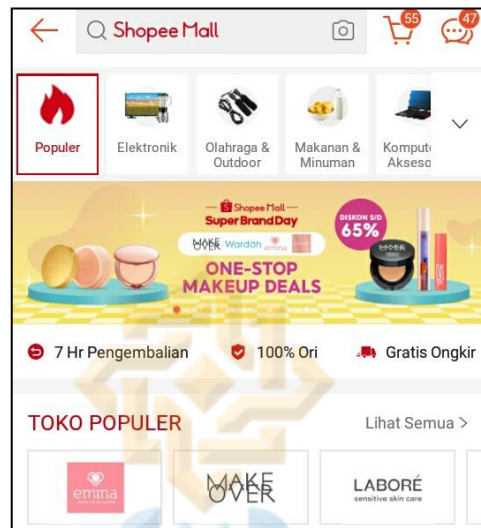 Shopee Mall
55
47
Populer
Elektronik
Olahraga &
Outdoor
Makanan &
Minuman
Komput
Akseso
Shopee Mall
Super Brand Day
MAKE OVER Wardah emina
ONE-STOP
MAKEUP DEALS
DISKON S/D
65%
7 Hr Pengembalian
100% Ori
Gratis Ongkir
TOKO POPULER
Lihat Semua >
emina
MAKE
OVER
LABORÉ
sensitive skin care